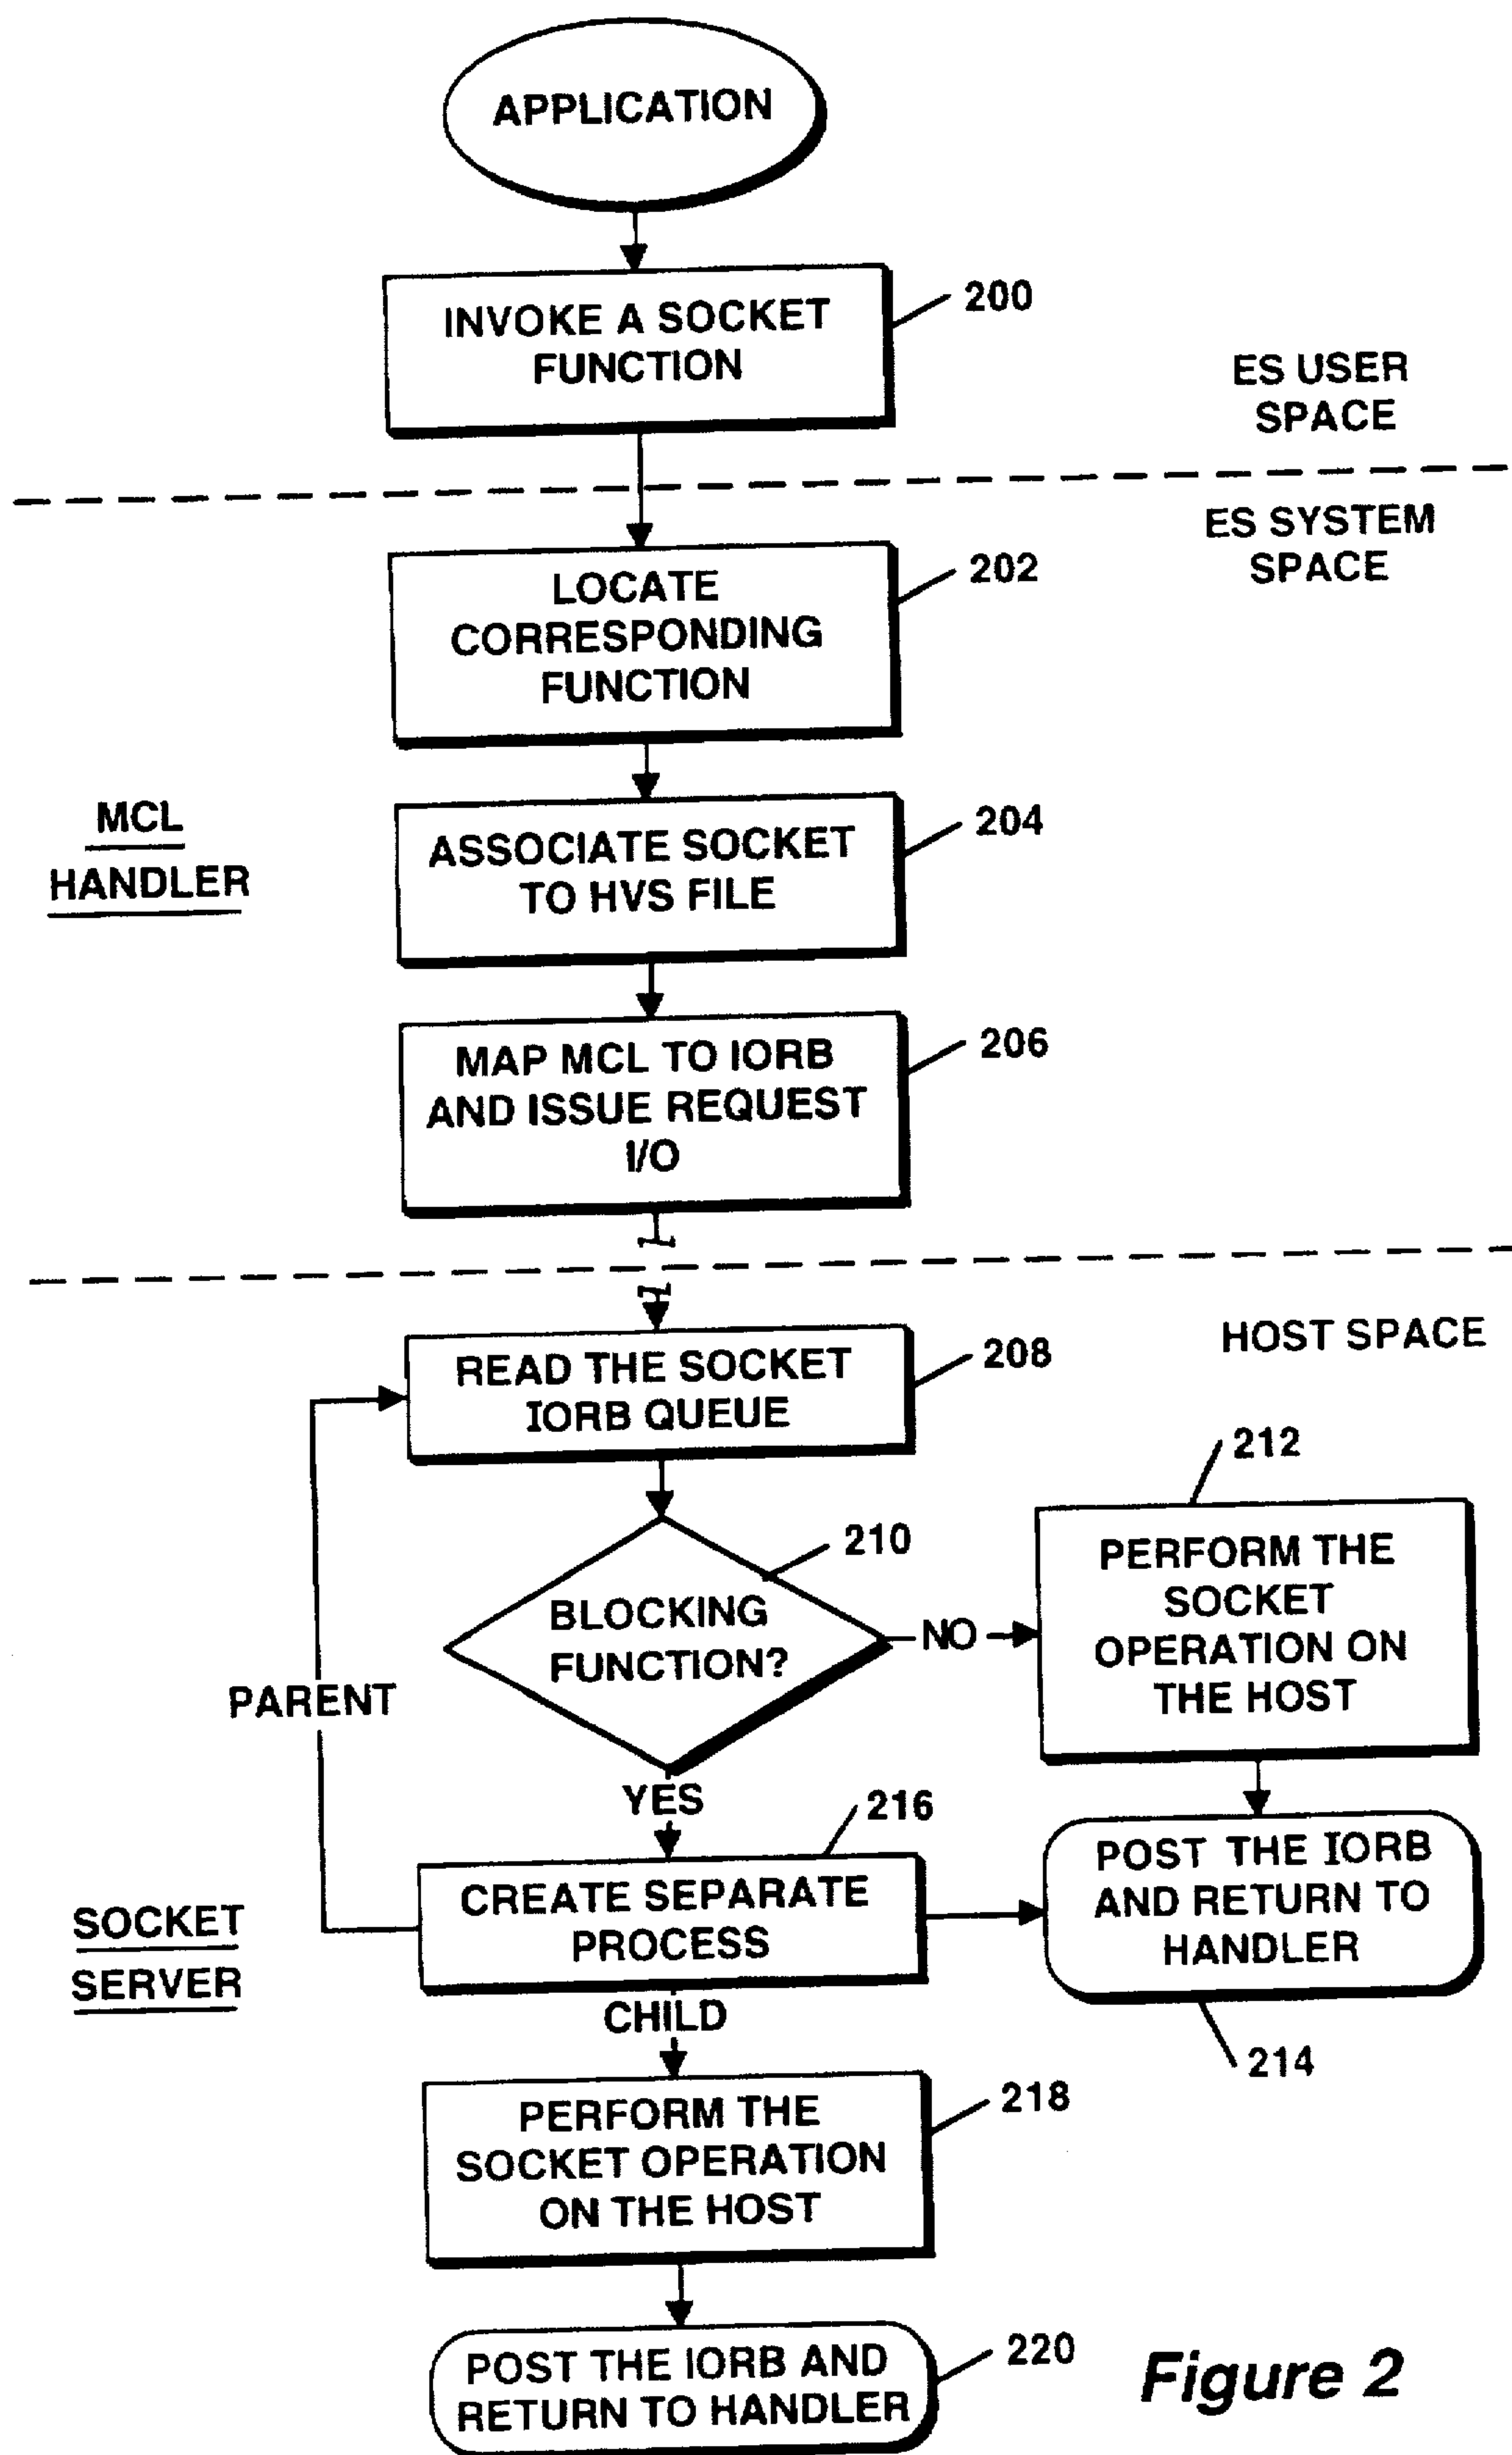 APPLICATION
INVOKE A SOCKET
FUNCTION
200
ES USER
SPACE
ES SYSTEM
SPACE
LOCATE
CORRESPONDING
FUNCTION
202
MCL
HANDLER
ASSOCIATE SOCKET
TO HVS FILE
204
MAP MCL TO IORB
AND ISSUE REQUEST
I/O
206
HOST SPACE
READ THE SOCKET
IORB QUEUE
208
BLOCKING
FUNCTION?
210
NO
212
PERFORM THE
SOCKET
OPERATION ON
THE HOST
PARENT
YES
216
CREATE SEPARATE
PROCESS
POST THE IORB
AND RETURN TO
HANDLER
214
SOCKET
SERVER
CHILD
PERFORM THE
SOCKET OPERATION
ON THE HOST
218
POST THE IORB AND
RETURN TO HANDLER
220
Figure 2